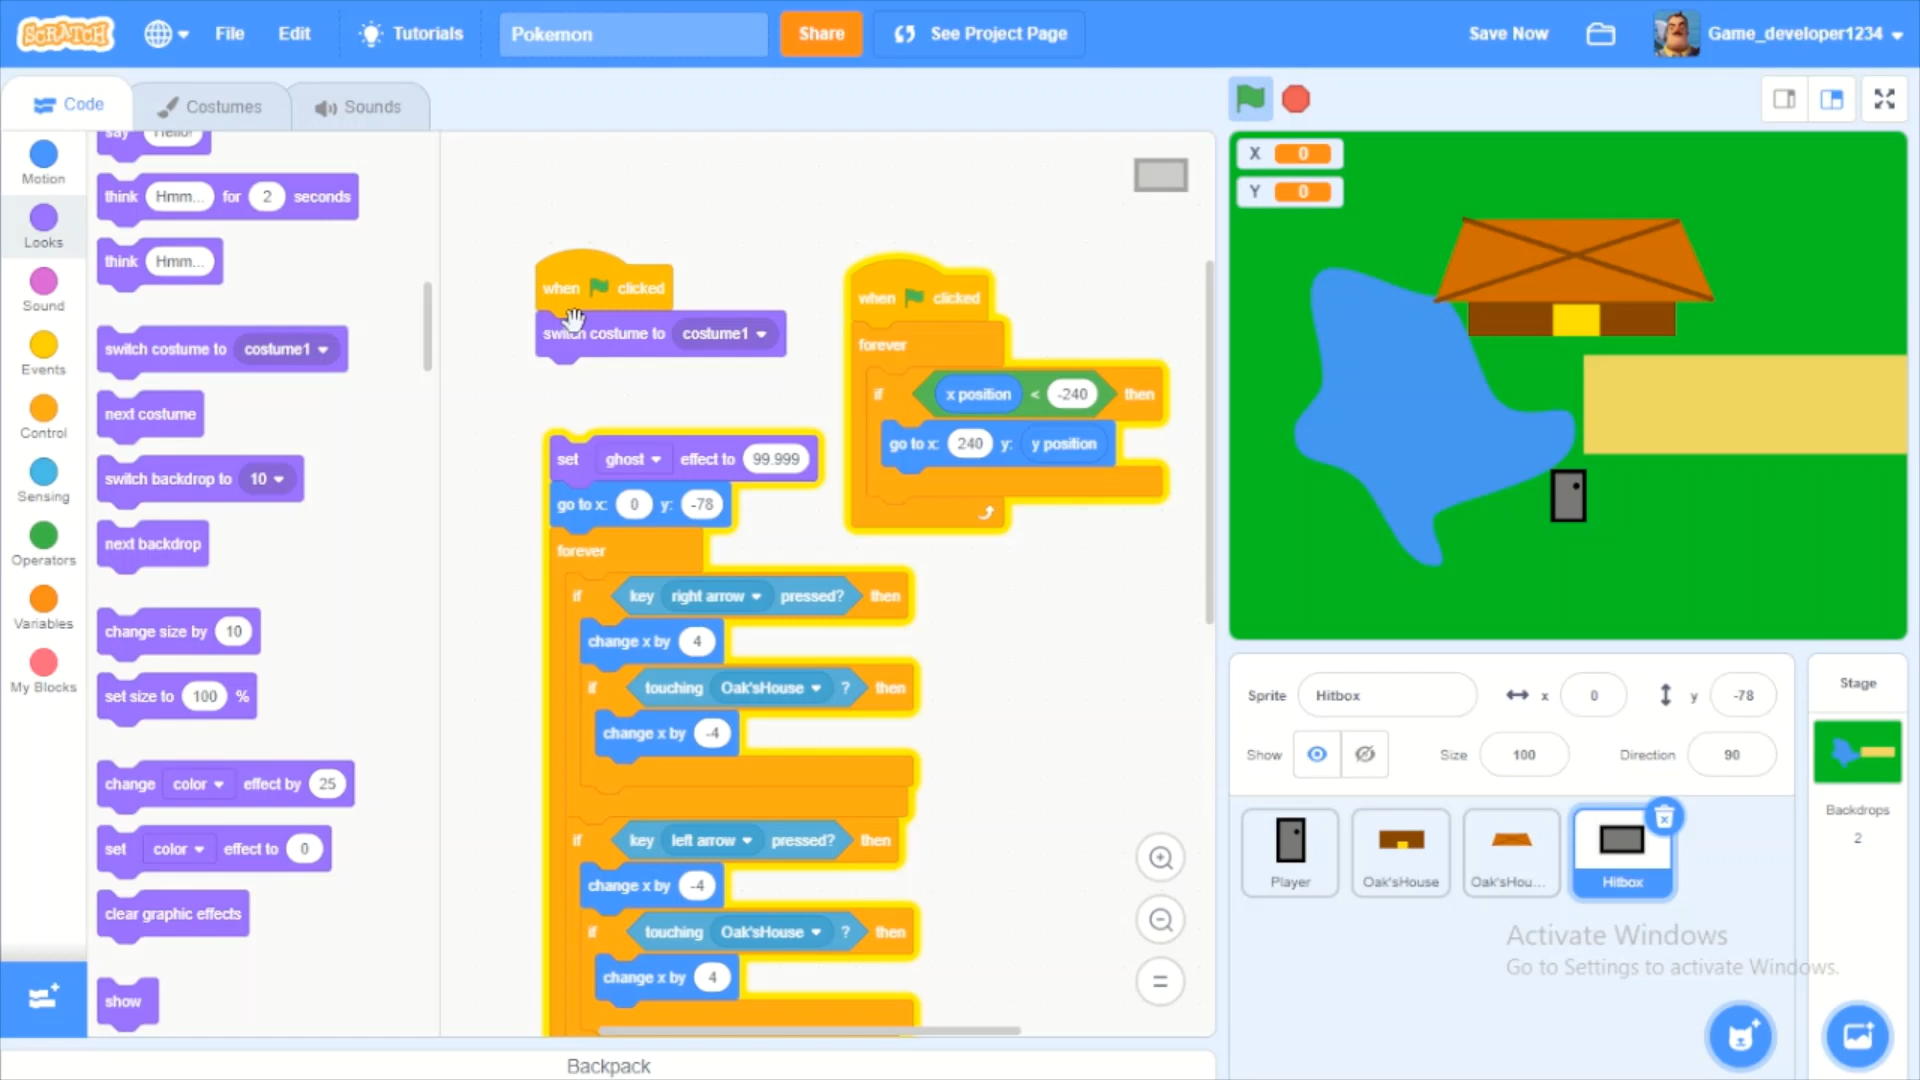 SCRATCH File Edit Tutorials Pokemon Share See Project Page Save Now Game_developer1234
Code Costumes Sounds
Motion
Looks
Sound
Events
Control
Sensing
Operators
Variables
My Blocks
say Hello!
think Hmm... for 2 seconds
think Hmm...
switch costume to costume1
next costume
switch backdrop to 10
next backdrop
change size by 10
set size to 100 %
change color effect by 25
set color effect to 0
clear graphic effects
show
when clicked
switch costume to costume1
set ghost effect to 99.999
go to x: 0 y: -78
forever
if key right arrow pressed? then
change x by 4
if touching Oak'sHouse ? then
change x by -4
if key left arrow pressed? then
change x by -4
if touching Oak'sHouse ? then
change x by 4
when clicked
forever
if x position < -240 then
go to x: 240 y: y position
Backpack
X 0
Y 0
Sprite Hitbox x 0 y -78
Show Size 100 Direction 90
Player Oak'sHouse Oak'sHou... Hitbox
Stage
Backdrops
2
Activate Windows
Go to Settings to activate Windows.